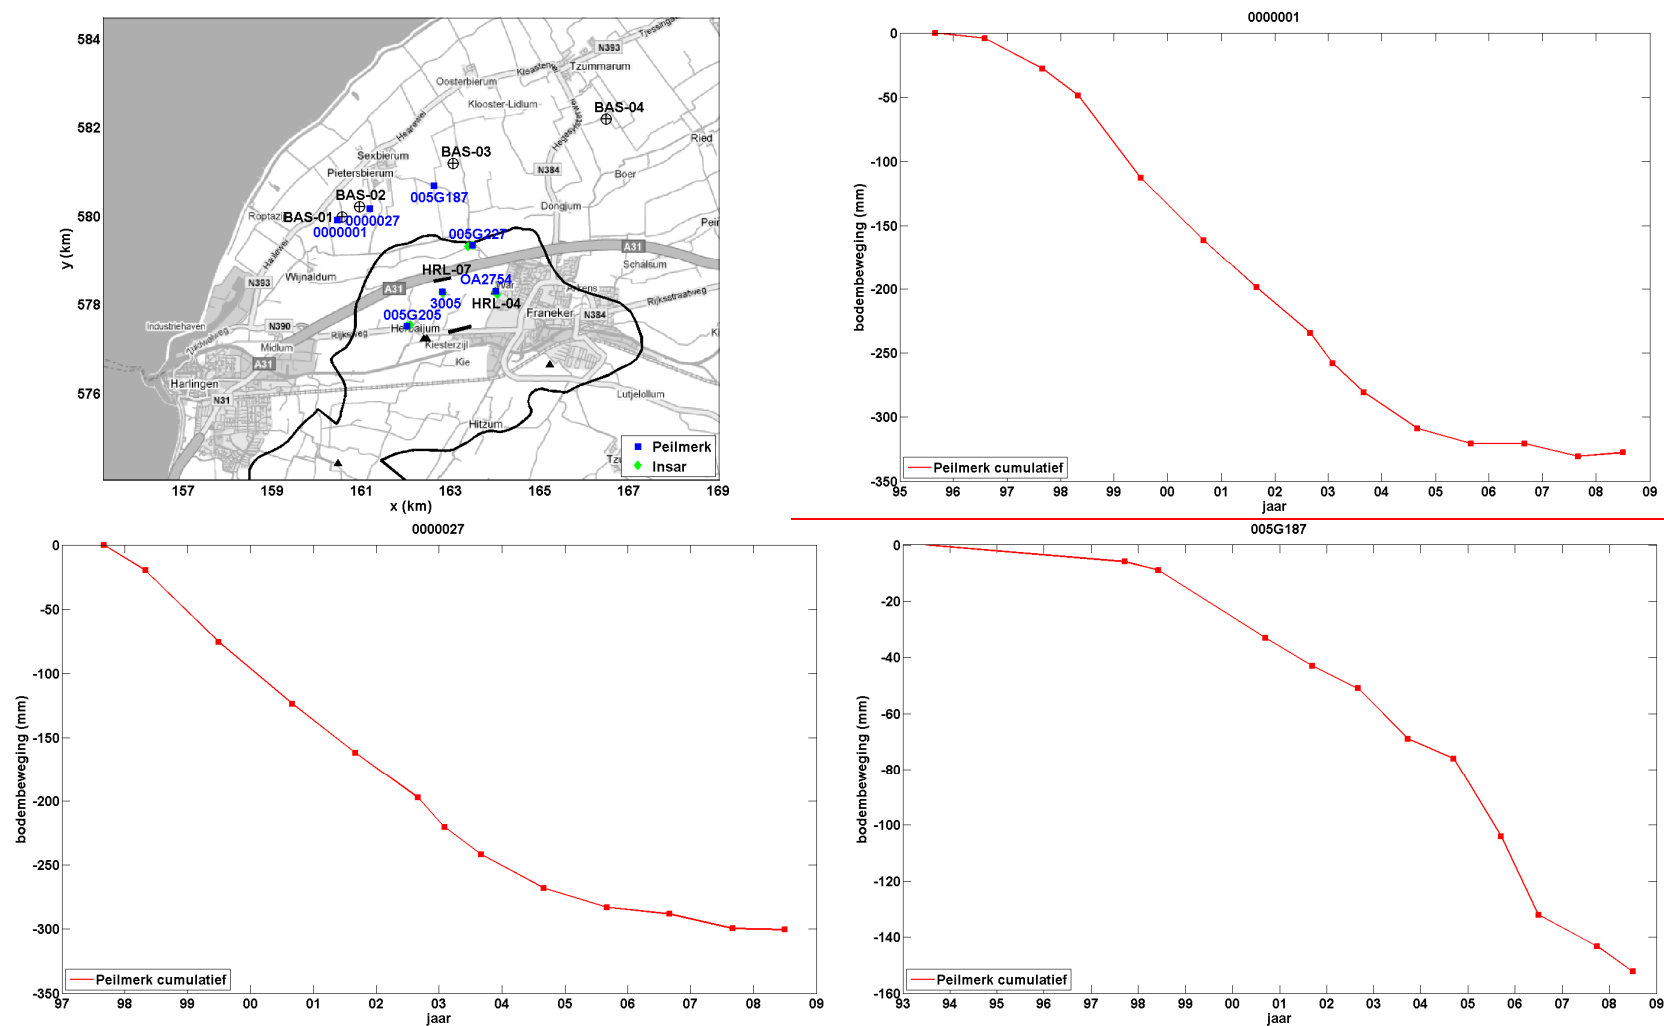 584
582
580
578
576
y (km)
157
159
161
163
165
167
169
x (km)
N393
Tzummarum
Oosterbierum
Klooster-Lidlum
BAS-04
Ried
Sexbierum
BAS-03
Pietersbierum
N384
Boer
BAS-02
005G187
Dongjum
BAS-01
0000027
0000001
005G227
A31
Wijnaldum
HRL-07
OA2754
Schalsum
N393
A31
3005
HRL-04
Rijksstraatweg
005G205
Franeker
N384
Industriehaven
N390
Rijksweg
Herbaijum
Midlum
Kiesterzijl
Kie
A31
Harlingen
N31
Lutjelollum
Hitzum
Peilmerk
Insar
0000001
0
-50
-100
-150
-200
-250
-300
-350
bodembeweging (mm)
Peilmerk cumulatief
95 96 97 98 99 00 01 02 03 04 05 06 07 08 09
jaar
0000027
0
-50
-100
-150
-200
-250
-300
-350
bodembeweging (mm)
Peilmerk cumulatief
97 98 99 00 01 02 03 04 05 06 07 08 09
jaar
005G187
0
-20
-40
-60
-80
-100
-120
-140
-160
bodembeweging (mm)
Peilmerk cumulatief
93 94 95 96 97 98 99 00 01 02 03 04 05 06 07 08 09
jaar